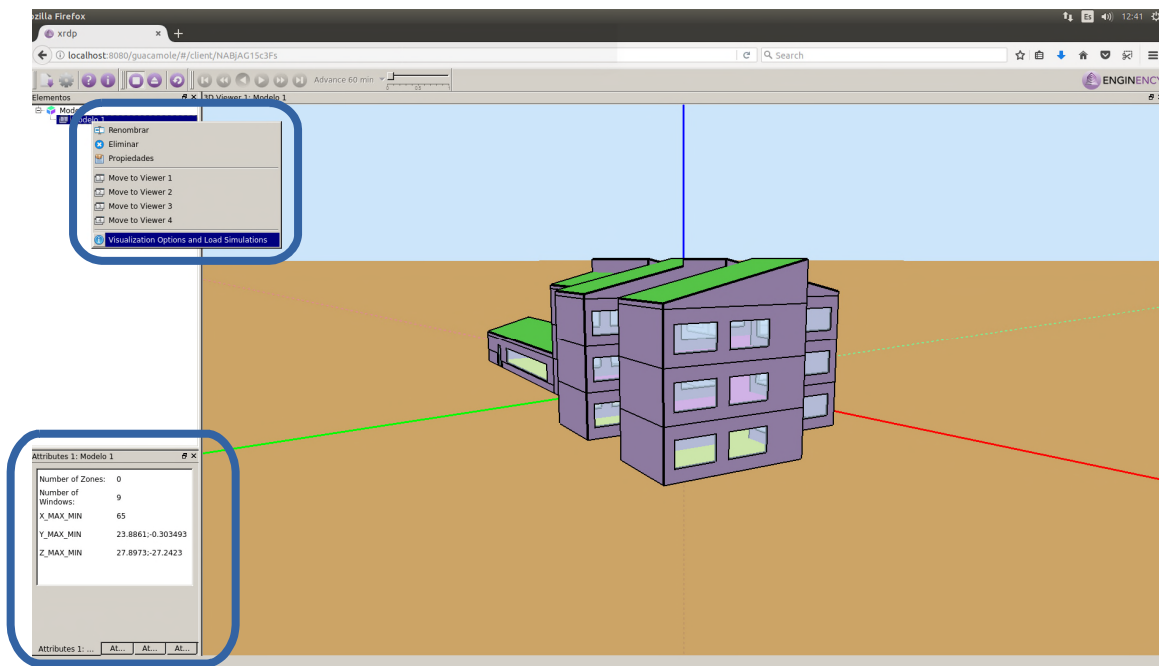 ozilla Firefox
Es
12:41
xrdp
localhost:8080/guacamole/#/client/NABjAG15c3Fs
Search
Advance 60 min
ENGINENCY
Elementos
3D Viewer 1: Modelo 1
Model
Modelo 1
Renombrar
Eliminar
Propiedades
Move to Viewer 1
Move to Viewer 2
Move to Viewer 3
Move to Viewer 4
Visualization Options and Load Simulations
Attributes 1: Modelo 1
Number of Zones: 0
Number of
Windows: 9
X_MAX_MIN 65
Y_MAX_MIN 23.8861;-0.303493
Z_MAX_MIN 27.8973;-27.2423
Attributes 1: ... At... At... At...